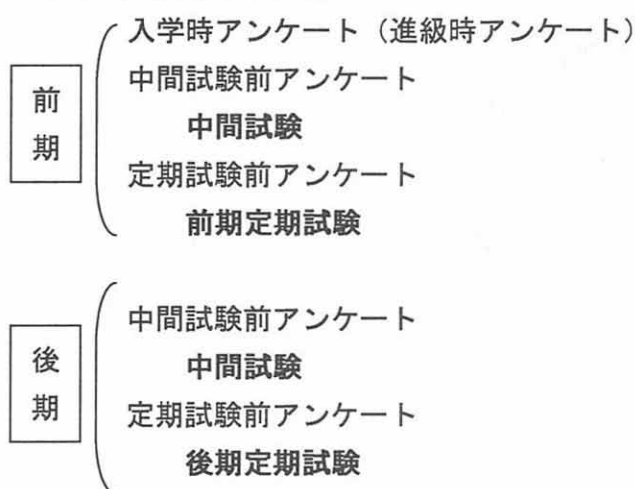 前期
入学時アンケート（進級時アンケート）
中間試験前アンケート
中間試験
定期試験前アンケート
前期定期試験
後期
中間試験前アンケート
中間試験
定期試験前アンケート
後期定期試験